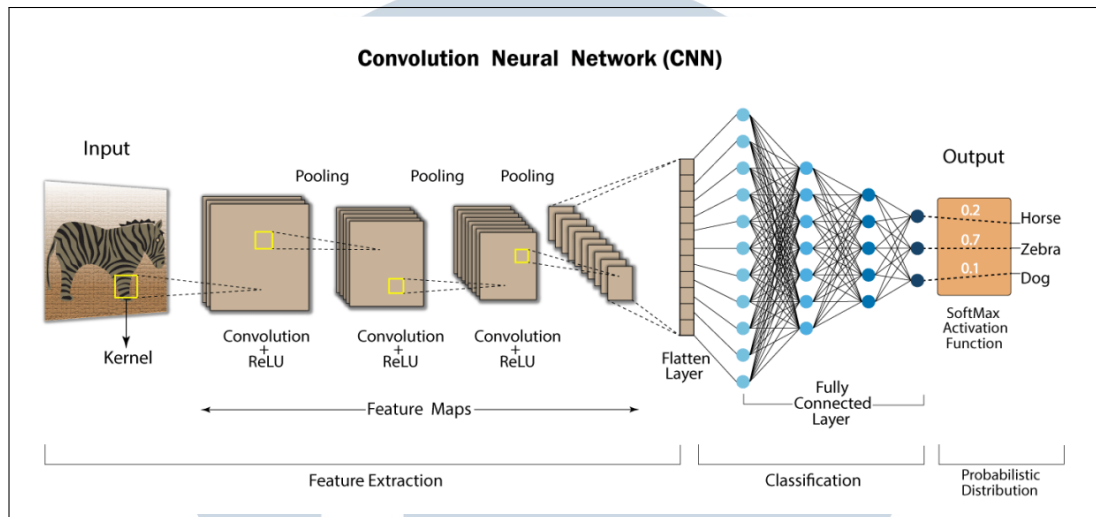 Convolution Neural Network (CNN)
Input
Output
Pooling
Pooling
Pooling
0.2
Horse
0.7
Zebra
0.1
Dog
Kernel
Convolution
+
ReLU
Convolution
+
ReLU
Convolution
+
ReLU
Flatten
Layer
SoftMax
Activation
Function
Feature Maps
Fully
Connected
Layer
Feature Extraction
Classification
Probabilistic
Distribution